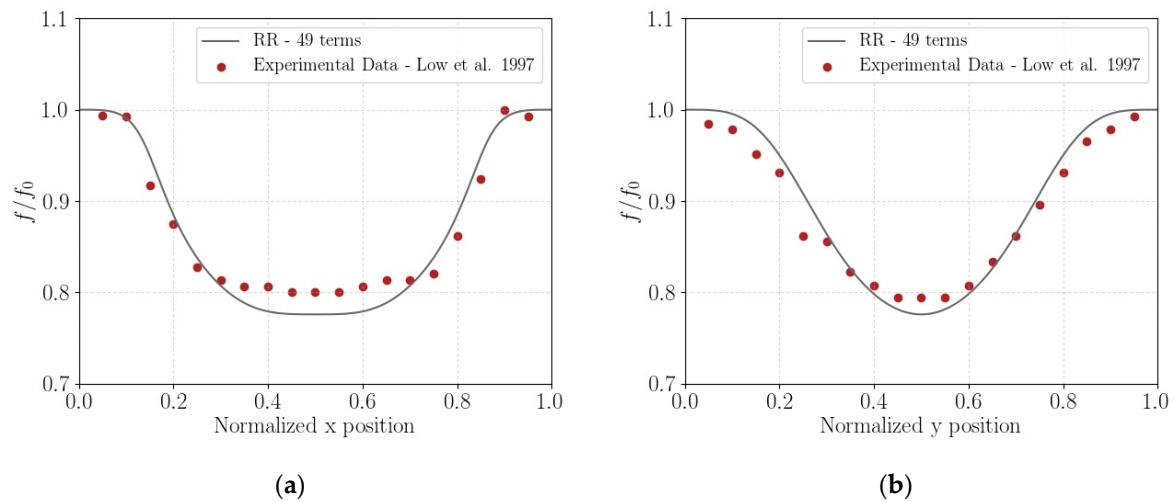 1.1
1.0
0.9
0.8
0.7
f/f₀
RR - 49 terms
Experimental Data - Low et al. 1997
0.0 0.2 0.4 0.6 0.8 1.0
Normalized x position
(a)
1.1
1.0
0.9
0.8
0.7
f/f₀
RR - 49 terms
Experimental Data - Low et al. 1997
0.0 0.2 0.4 0.6 0.8 1.0
Normalized y position
(b)